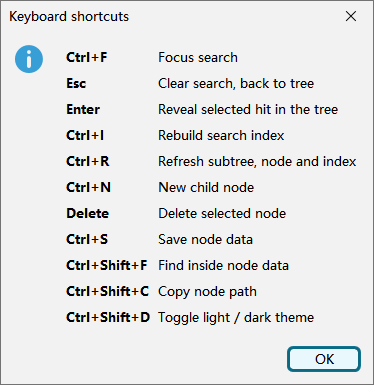 Keyboard shortcuts
Ctrl+F Focus search
Esc Clear search, back to tree
Enter Reveal selected hit in the tree
Ctrl+I Rebuild search index
Ctrl+R Refresh subtree, node and index
Ctrl+N New child node
Delete Delete selected node
Ctrl+S Save node data
Ctrl+Shift+F Find inside node data
Ctrl+Shift+C Copy node path
Ctrl+Shift+D Toggle light / dark theme
OK